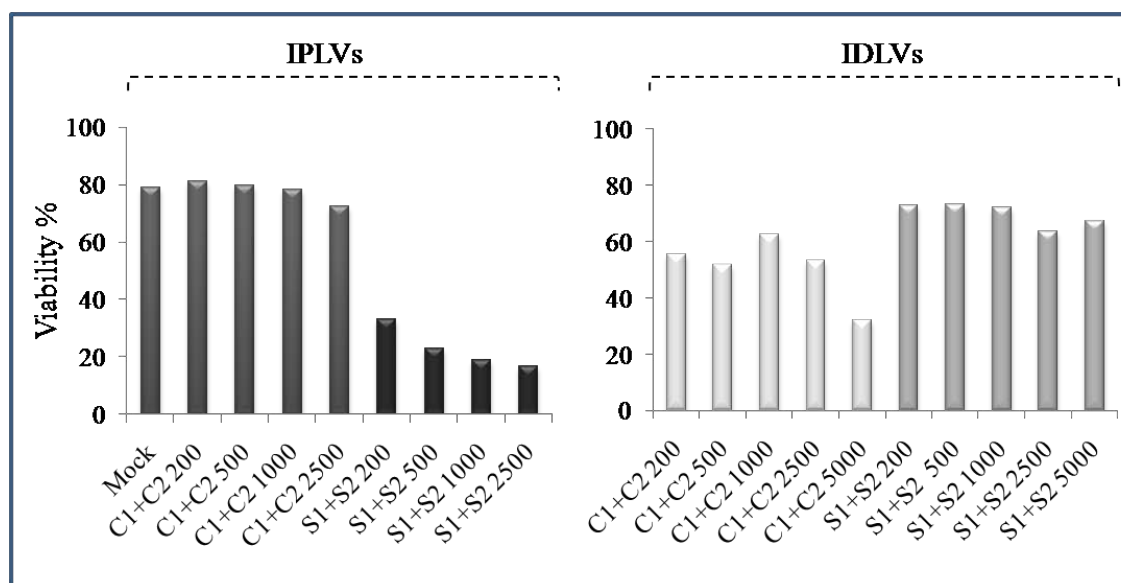 IPLVs
Viability %
100
80
60
40
20
0
Mock
C1+C2 200
C1+C2 500
C1+C2 1000
C1+C2 2500
S1+S2 200
S1+S2 500
S1+S2 1000
S1+S2 2500
IDLVs
100
80
60
40
20
0
C1+C2 200
C1+C2 500
C1+C2 1000
C1+C2 2500
C1+C2 5000
S1+S2 200
S1+S2 500
S1+S2 1000
S1+S2 2500
S1+S2 5000